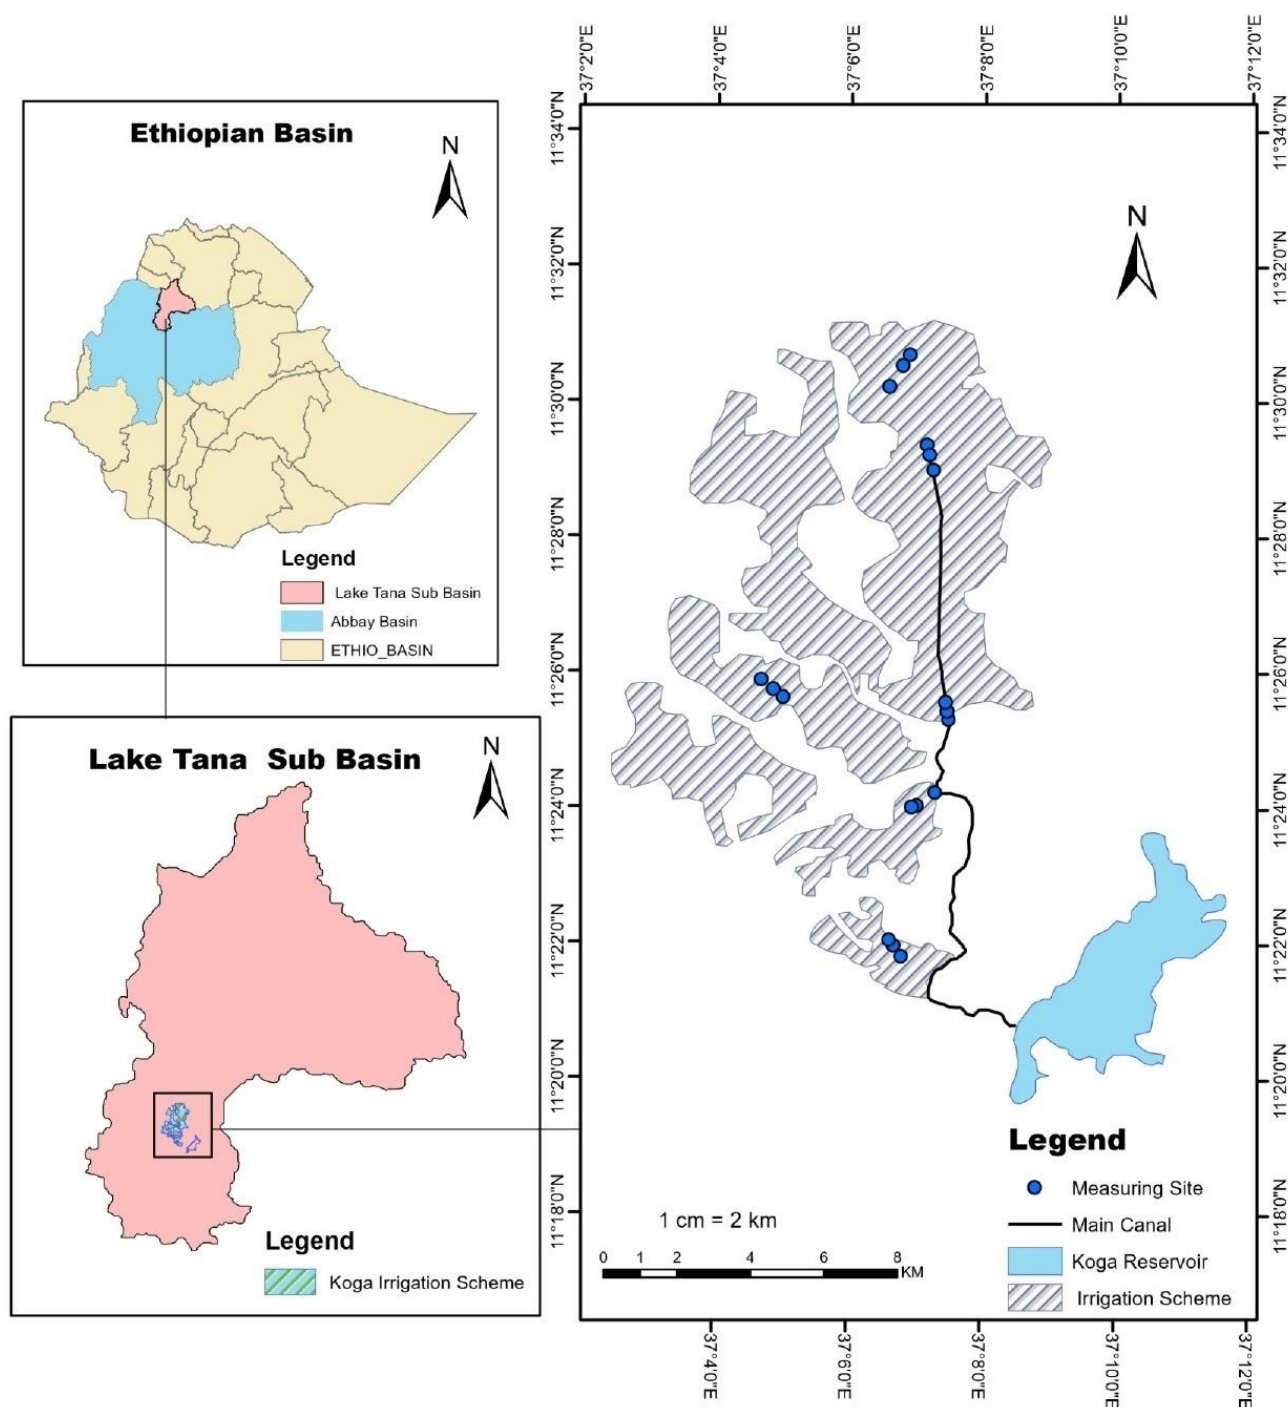 Ethiopian Basin
N
Legend
Lake Tana Sub Basin
Abbay Basin
ETHIO_BASIN
Lake Tana Sub Basin
N
Legend
Koga Irrigation Scheme
37°2'0"E
37°4'0"E
37°6'0"E
37°8'0"E
37°10'0"E
37°12'0"E
11°34'0"N
11°32'0"N
11°30'0"N
11°28'0"N
11°26'0"N
11°24'0"N
11°22'0"N
11°20'0"N
11°18'0"N
N
11°34'0"N
11°32'0"N
11°30'0"N
11°28'0"N
11°26'0"N
11°24'0"N
11°22'0"N
11°20'0"N
11°18'0"N
Legend
Measuring Site
Main Canal
Koga Reservoir
Irrigation Scheme
1 cm = 2 km
0 1 2 4 6 8
KM
37°4'0"E
37°6'0"E
37°8'0"E
37°10'0"E
37°12'0"E